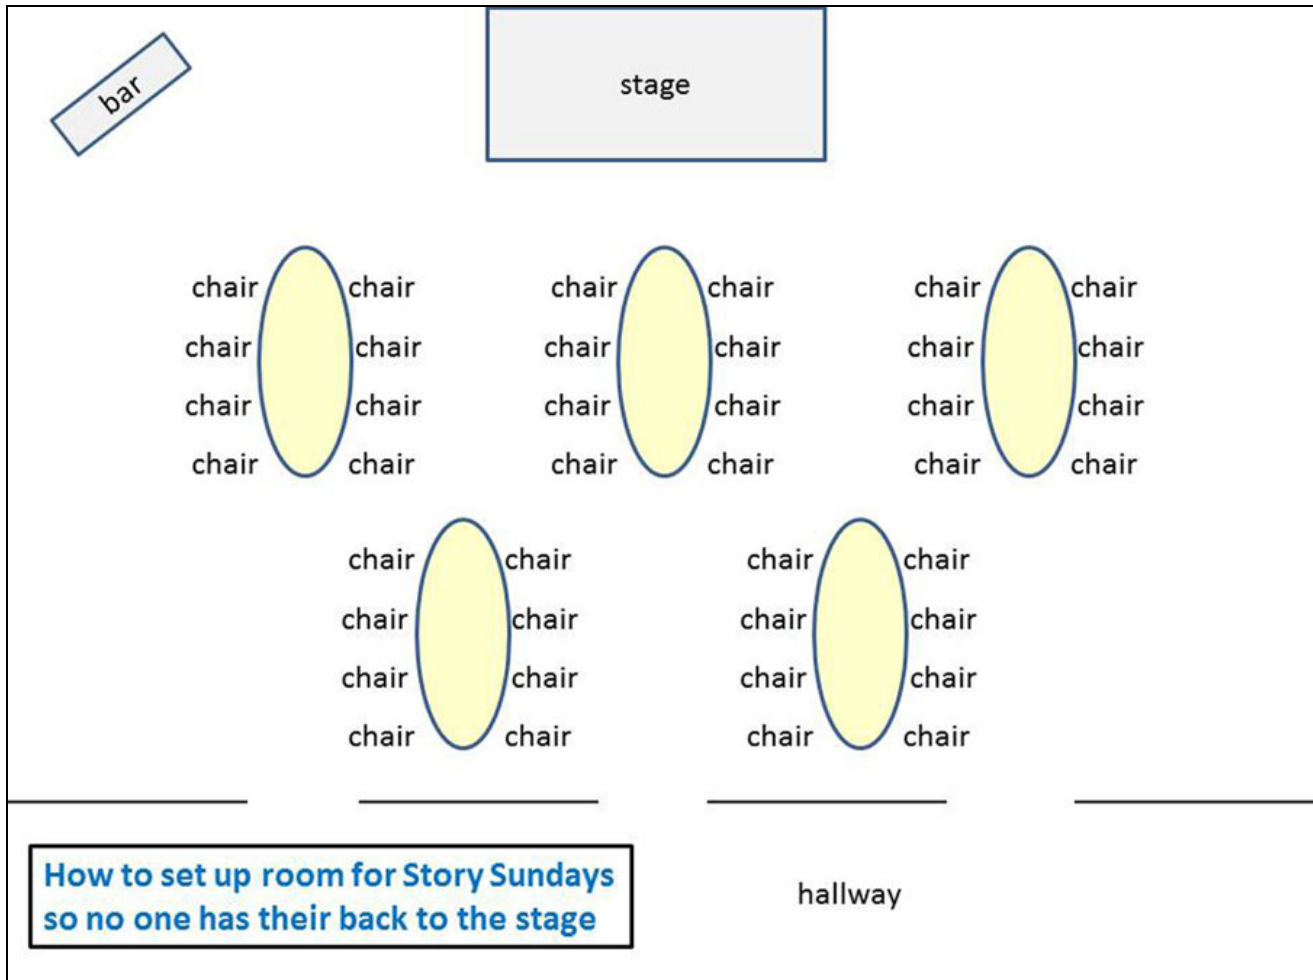 bar
stage
chair chair chair chair chair chair
chair chair chair chair chair chair
chair chair chair chair chair chair
chair chair chair chair chair chair
chair chair chair chair
chair chair chair chair
chair chair chair chair
chair chair chair chair
How to set up room for Story Sundays
so no one has their back to the stage
hallway